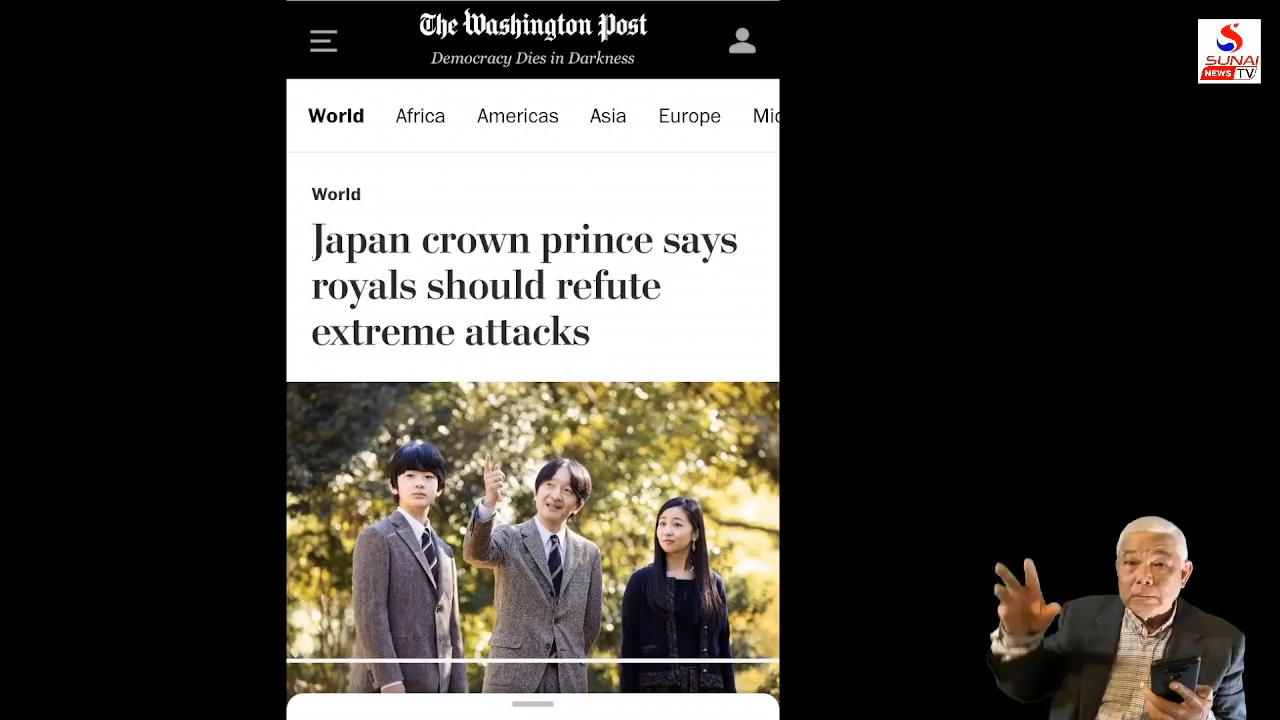 The Washington Post
Democracy Dies in Darkness
SUNAI
NEWS TV
World Africa Americas Asia Europe Mid
World
Japan crown prince says
royals should refute
extreme attacks